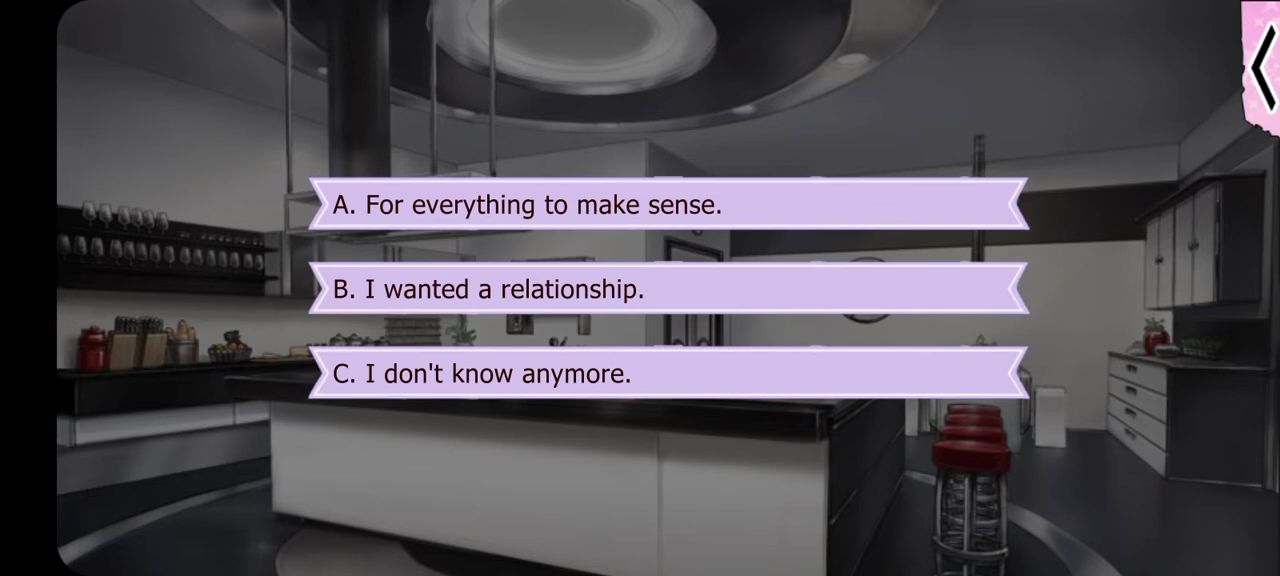 A. For everything to make sense.
B. I wanted a relationship.
C. I don't know anymore.